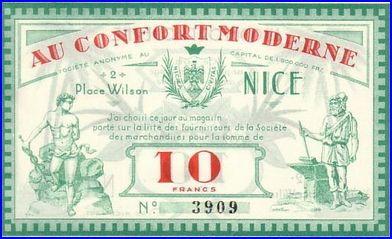 AU CONFORT MODERNE
SOCIÉTÉ ANONYME AU CAPITAL DE 1.800.000 FRS
2
Place Wilson
NICE
J'ai choisi ce jour au magasin
porté sur la liste des fournisseurs de la Société
des marchandises pour la somme de
10
FRANCS
N° 3909